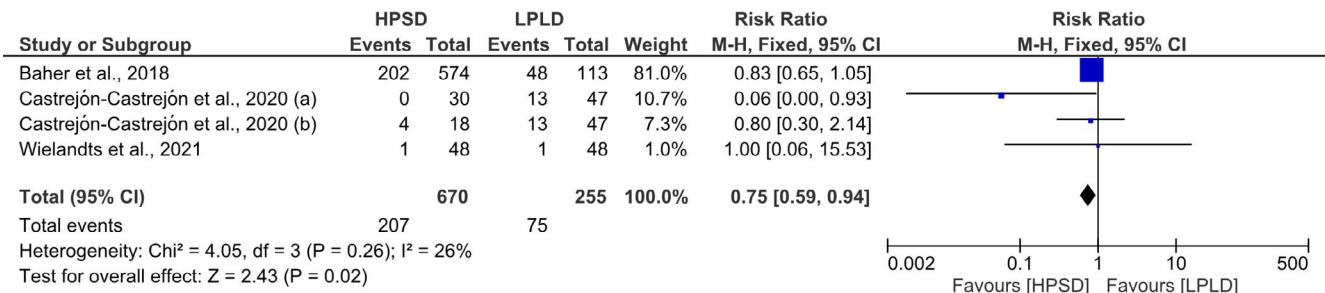 HPSD LPLD Risk Ratio Risk Ratio
Study or Subgroup Events Total Events Total Weight M-H, Fixed, 95% CI M-H, Fixed, 95% CI
Baher et al., 2018 202 574 48 113 81.0% 0.83 [0.65, 1.05]
Castrejón-Castrejón et al., 2020 (a) 0 30 13 47 10.7% 0.06 [0.00, 0.93]
Castrejón-Castrejón et al., 2020 (b) 4 18 13 47 7.3% 0.80 [0.30, 2.14]
Wielandts et al., 2021 1 48 1 48 1.0% 1.00 [0.06, 15.53]
Total (95% CI) 670 255 100.0% 0.75 [0.59, 0.94]
Total events 207 75
Heterogeneity: Chi² = 4.05, df = 3 (P = 0.26); I² = 26%
Test for overall effect: Z = 2.43 (P = 0.02)
0.002 0.1 1 10 500
Favours [HPSD] Favours [LPLD]